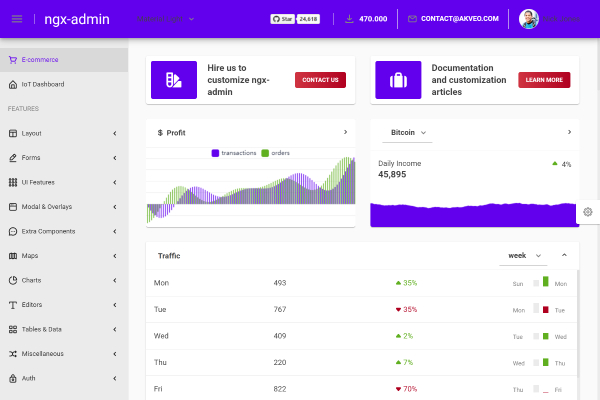 ngx-admin
Star 24,618
470.000
CONTACT@AKVEO.COM
E-commerce
IoT Dashboard
FEATURES
Layout
Forms
UI Features
Modal & Overlays
Extra Components
Maps
Charts
Editors
Tables & Data
Miscellaneous
Auth
Hire us to
customize ngx-
admin
CONTACT US
Documentation
and customization
articles
LEARN MORE
$ Profit
transactions orders
Bitcoin
Daily Income
45,895
4%
Traffic
week
Mon 493 35% Sun Mon
Tue 767 35% Mon Tue
Wed 409 2% Tue Wed
Thu 220 7% Wed Thu
Fri 822 70% Thu Fri